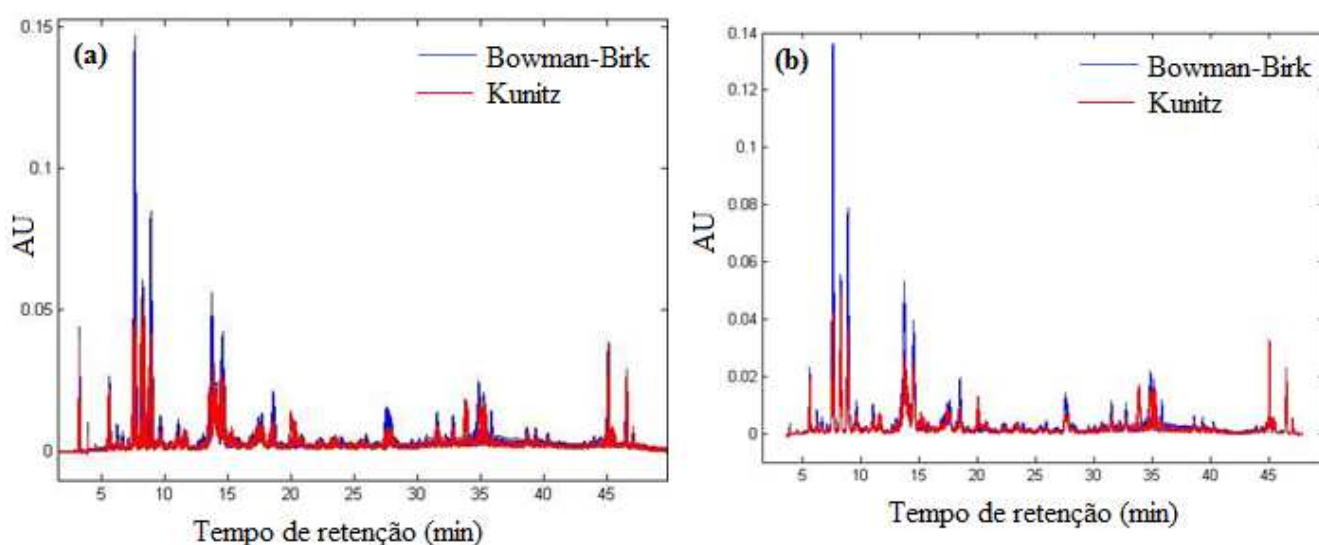 (a)
Bowman-Birk
Kunitz
0.15
0.1
0.05
0
AU
5 10 15 20 25 30 35 40 45
Tempo de retenção (min)
(b)
Bowman-Birk
Kunitz
0.14
0.12
0.1
0.08
0.06
0.04
0.02
0
AU
5 10 15 20 25 30 35 40 45
Tempo de retenção (min)